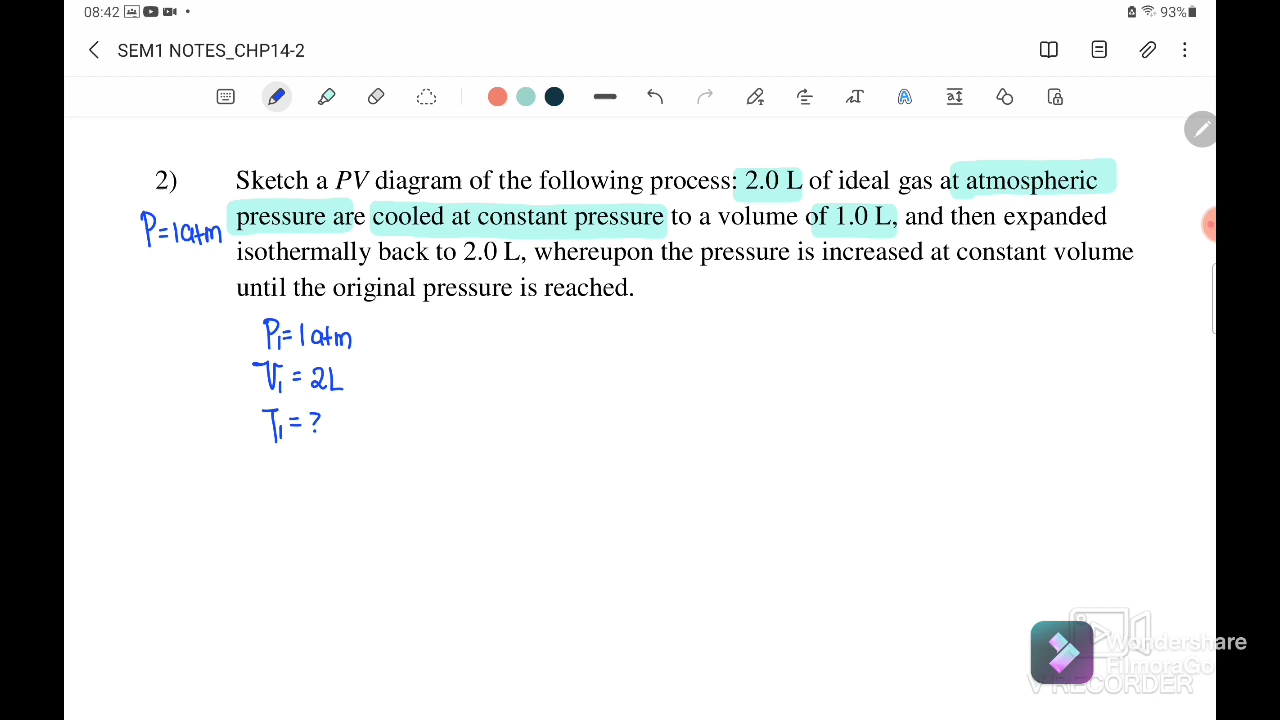 08:42
93%
SEM1 NOTES_CHP14-2
2) Sketch a PV diagram of the following process: 2.0 L of ideal gas at atmospheric
pressure are cooled at constant pressure to a volume of 1.0 L, and then expanded
P=1atm
isothermally back to 2.0 L, whereupon the pressure is increased at constant volume
until the original pressure is reached.
P₁=1atm
V₁=2L
T₁=?
Wondershare
FilmoraGo
V RECORDER